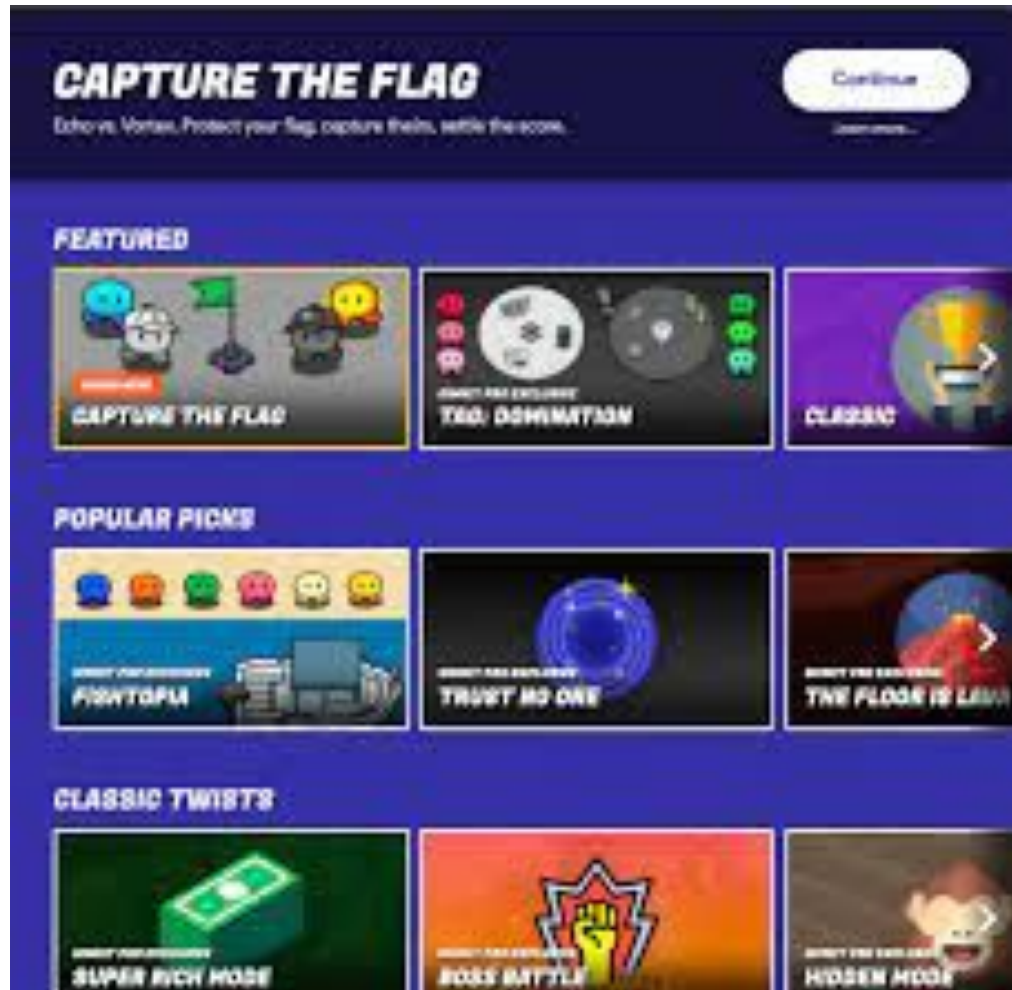 CAPTURE THE FLAG
Echo vs. Vortex. Protect your flag, capture theirs, settle the score.
Continue
Learn more...
FEATURED
CAPTURE THE FLAG
TAG: DOMINATION
CLASSIC
POPULAR PICKS
FISHTOPIA
TRUST NO ONE
THE FLOOR IS LAVA
CLASSIC TWISTS
SUPER RICH MODE
BOSS BATTLE
HIDDEN MODE